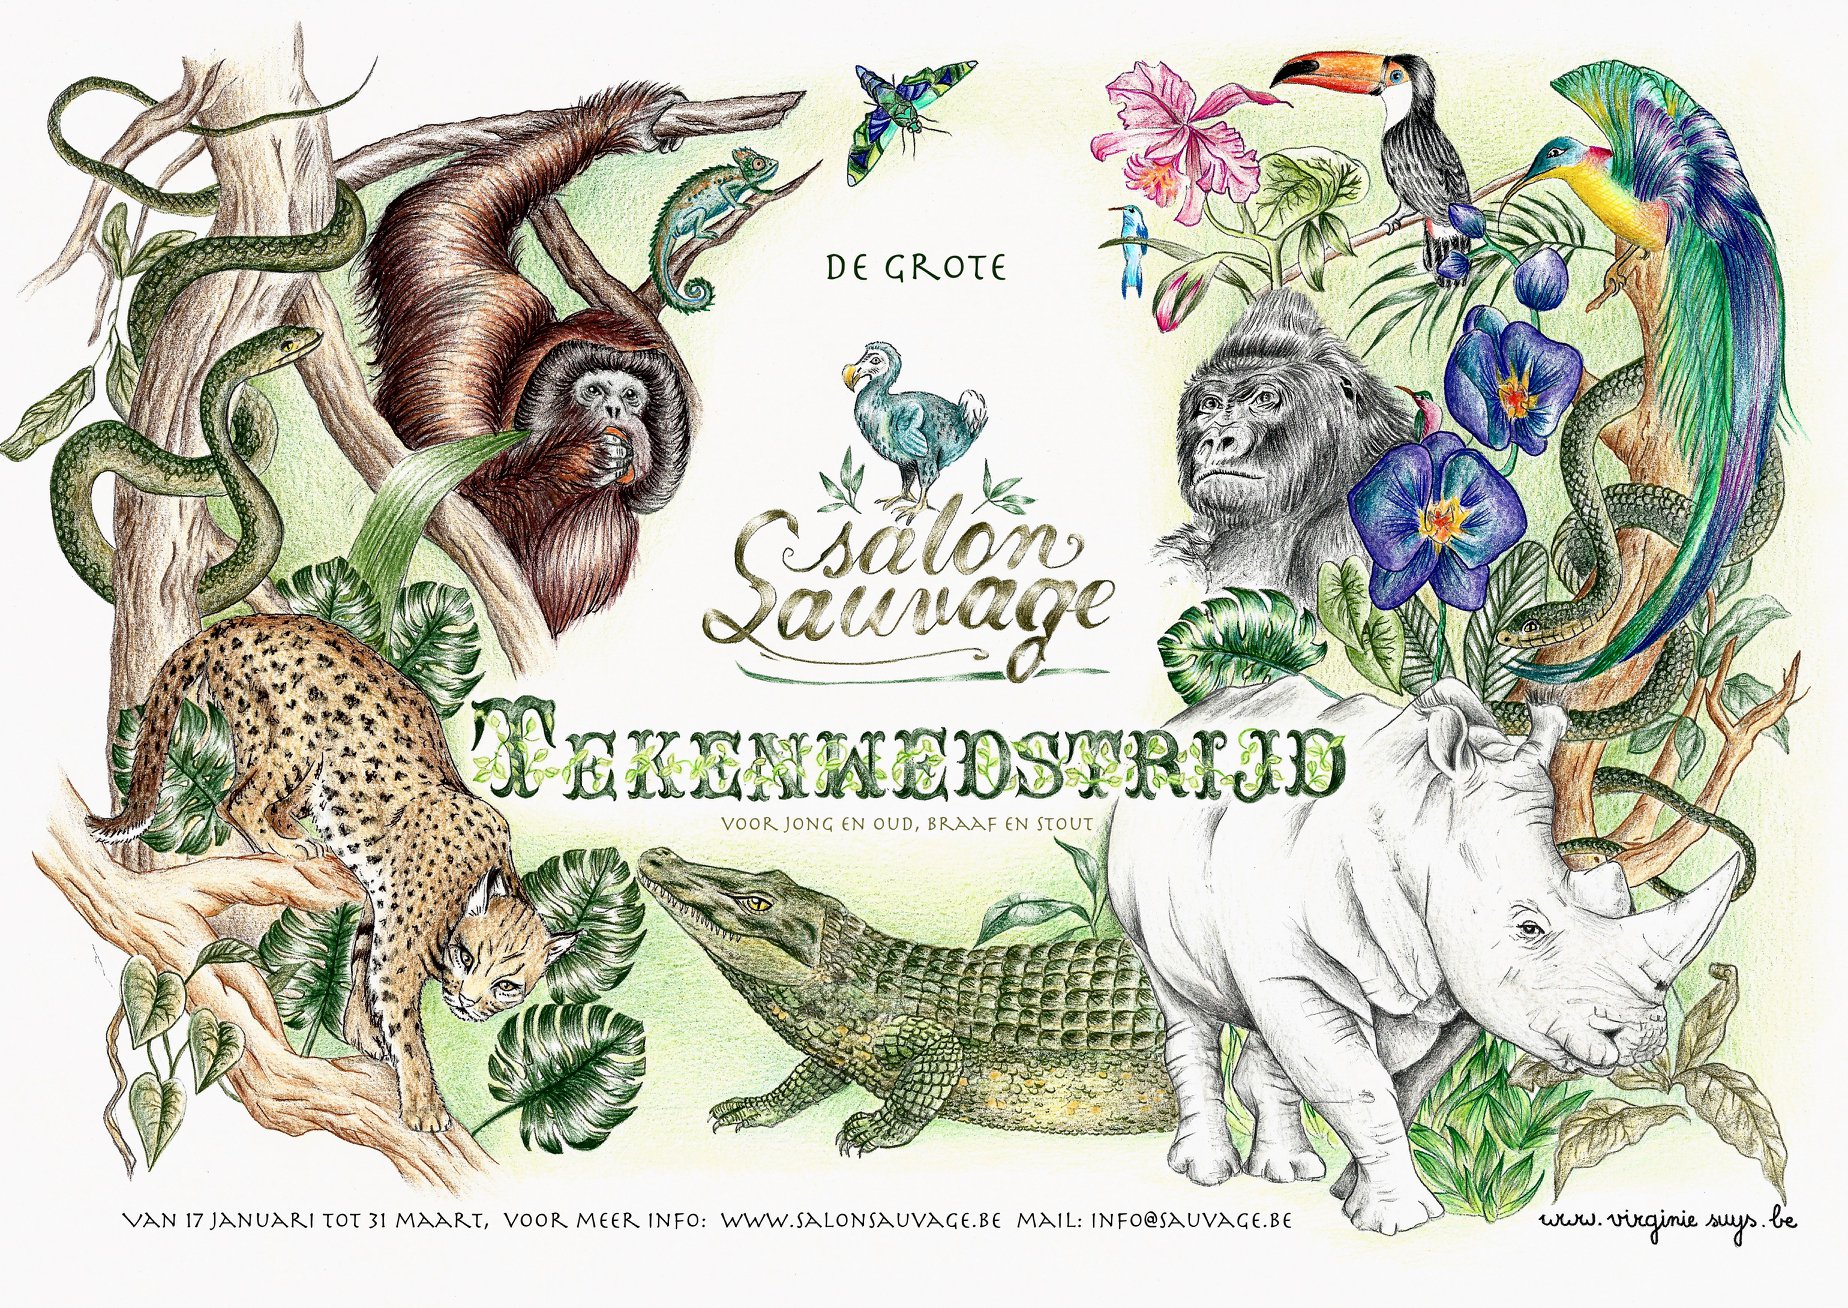 DE GROTE
salon
Sauvage
TEKENWEDSTRIJD
VOOR JONG EN OUD, BRAAF EN STOUT
VAN 17 JANUARI TOT 31 MAART, VOOR MEER INFO: WWW.SALONSAUVAGE.BE MAIL: INFO@SAUVAGE.BE
www.virginie suys.be